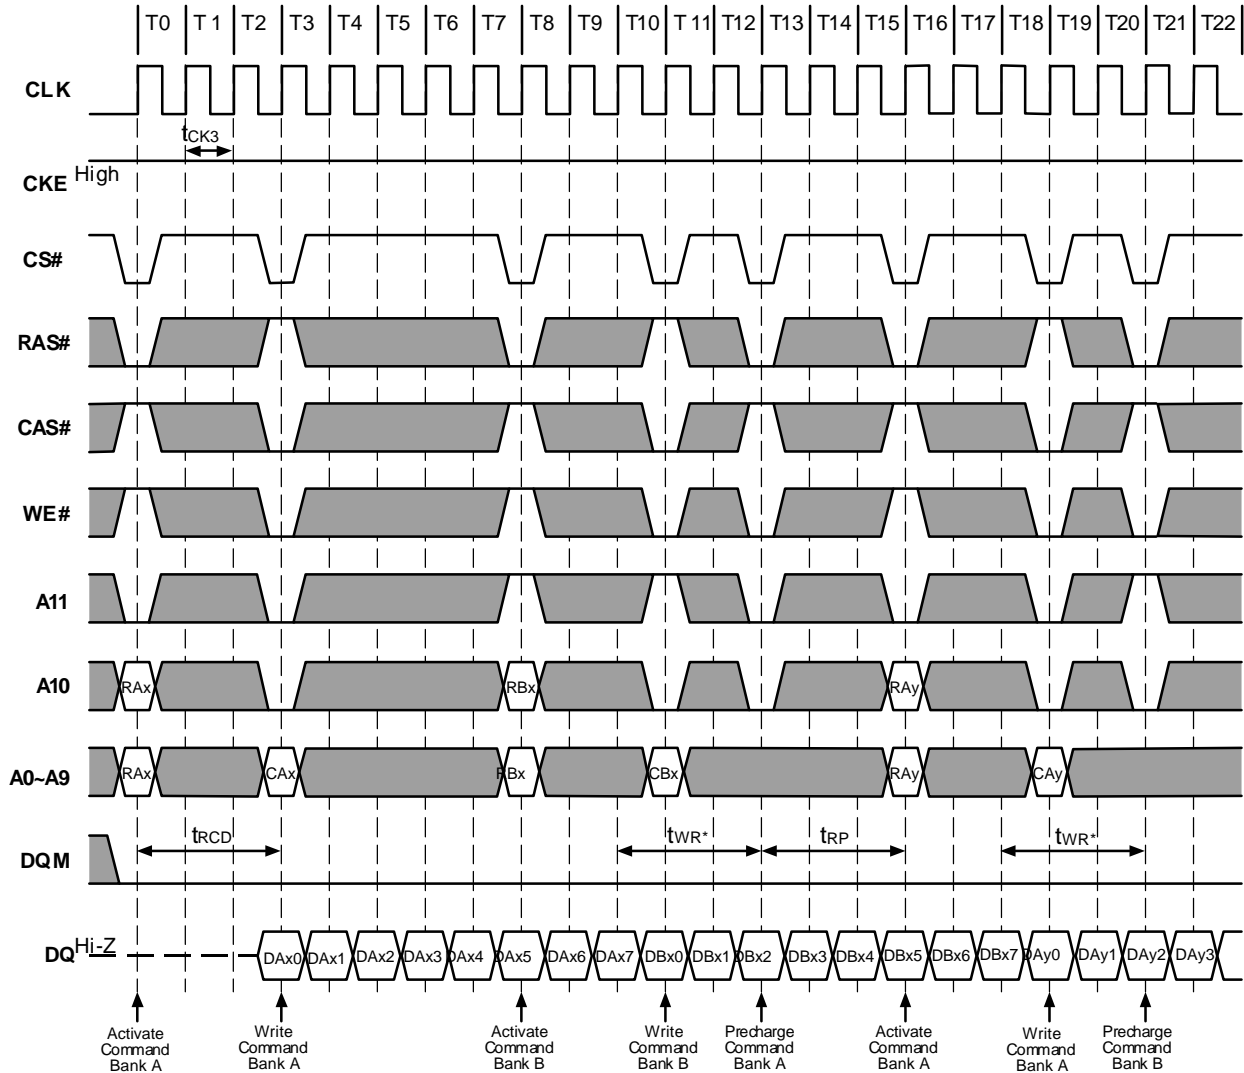 T0 T 1 T2 T3 T4 T5 T6 T7 T8 T9 T10 T 11 T12 T13 T14 T15 T16 T17 T18 T19 T20 T21 T22
CLK
tCK3
CKE High
CS#
RAS#
CAS#
WE#
A11
A10 RAx RBx RAy
A0~A9 RAx CAx RBx CBx RAy CAy
DQM tRCD tWR* tRP tWR*
DQ Hi-Z DAx0 DAx1 DAx2 DAx3 DAx4 DAx5 DAx6 DAx7 DBx0 DBx1 DBx2 DBx3 DBx4 DBx5 DBx6 DBx7 DAy0 DAy1 DAy2 DAy3
Activate
Command
Bank A
Write
Command
Bank A
Activate
Command
Bank B
Write
Command
Bank B
Precharge
Command
Bank A
Activate
Command
Bank A
Write
Command
Bank A
Precharge
Command
Bank B